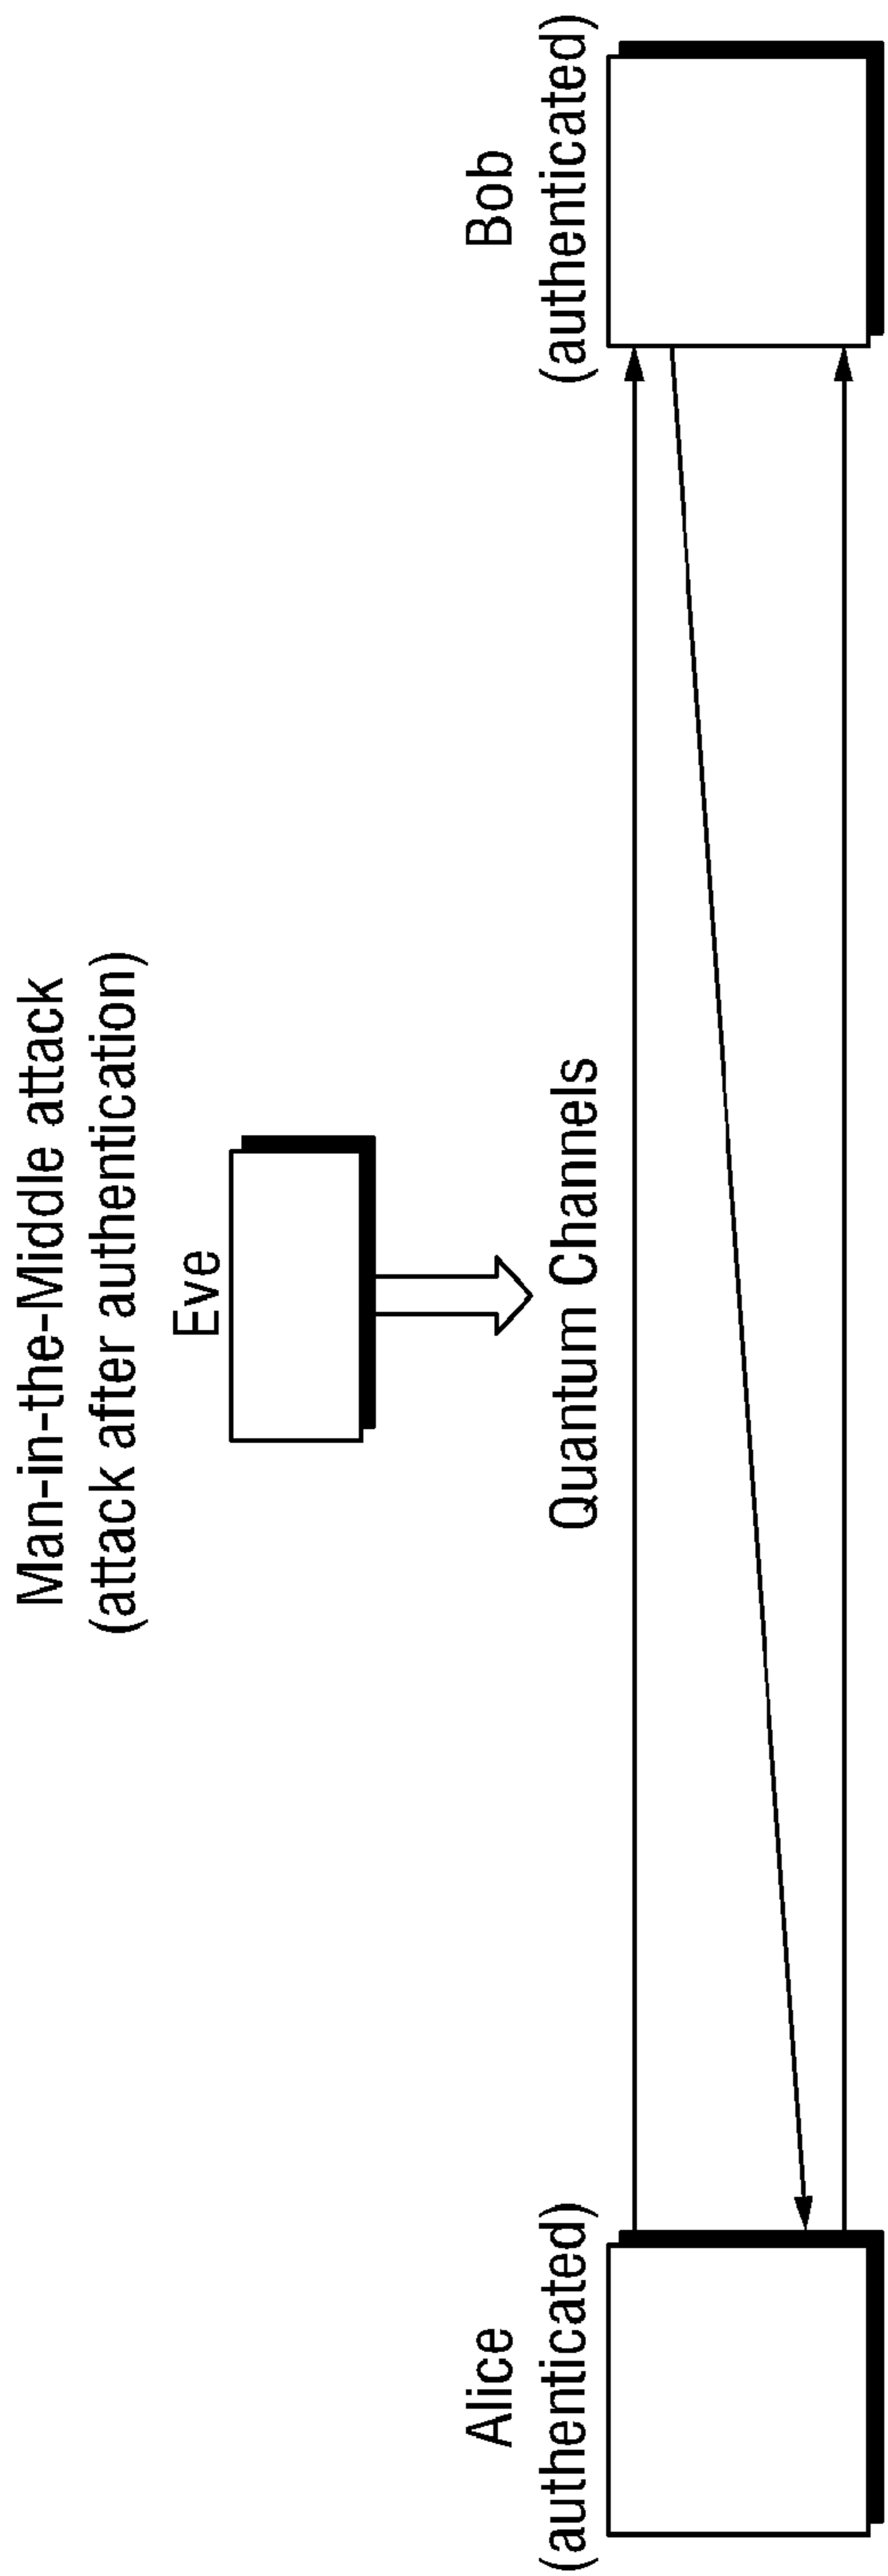 Man-in-the-Middle attack
(attack after authentication)
Eve
Alice
(authenticated)
Quantum Channels
Bob
(authenticated)